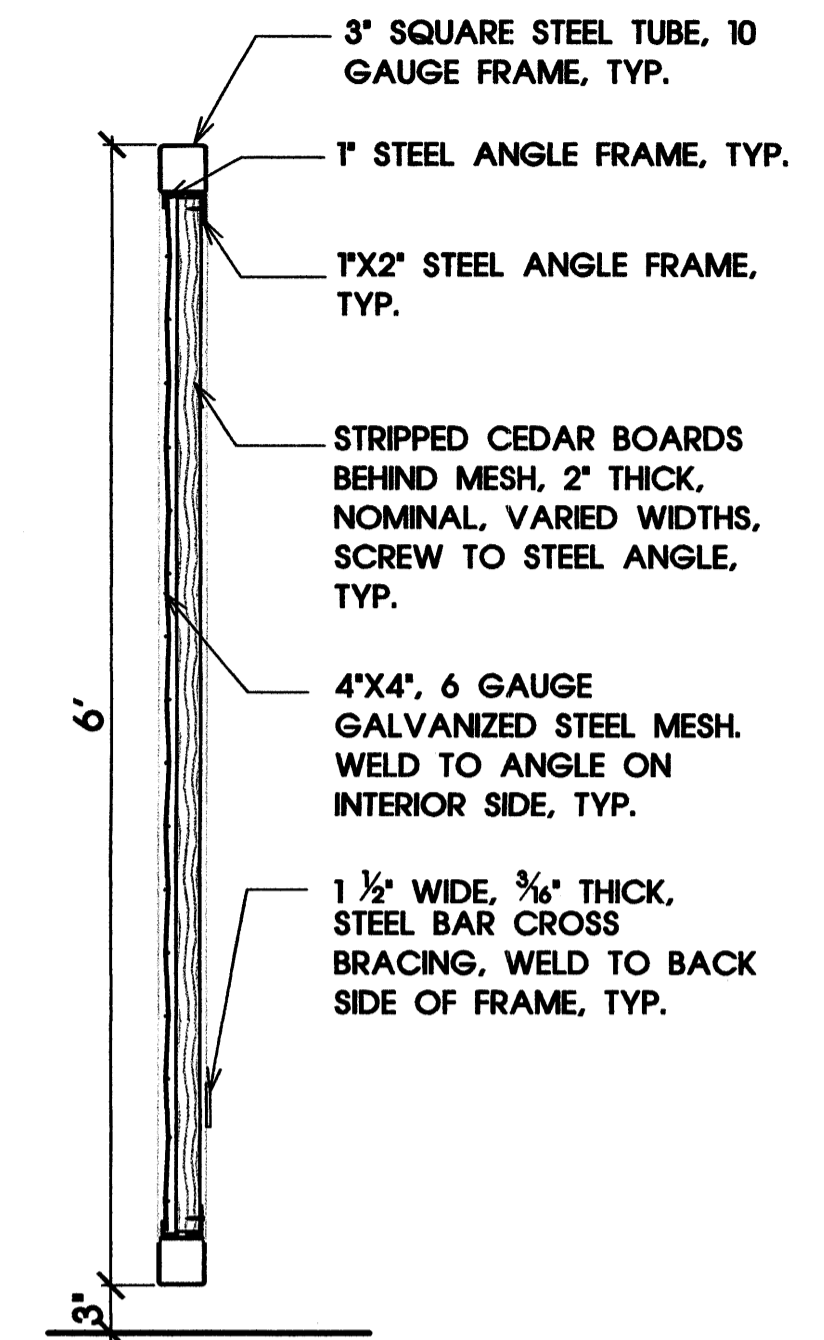 3" SQUARE STEEL TUBE, 10
GAUGE FRAME, TYP.
1" STEEL ANGLE FRAME, TYP.
1"X2" STEEL ANGLE FRAME,
TYP.
STRIPPED CEDAR BOARDS
BEHIND MESH, 2" THICK,
NOMINAL, VARIED WIDTHS,
SCREW TO STEEL ANGLE,
TYP.
4"X4", 6 GAUGE
GALVANIZED STEEL MESH.
WELD TO ANGLE ON
INTERIOR SIDE, TYP.
1 ½" WIDE, 3/16" THICK,
STEEL BAR CROSS
BRACING, WELD TO BACK
SIDE OF FRAME, TYP.
6'
3"